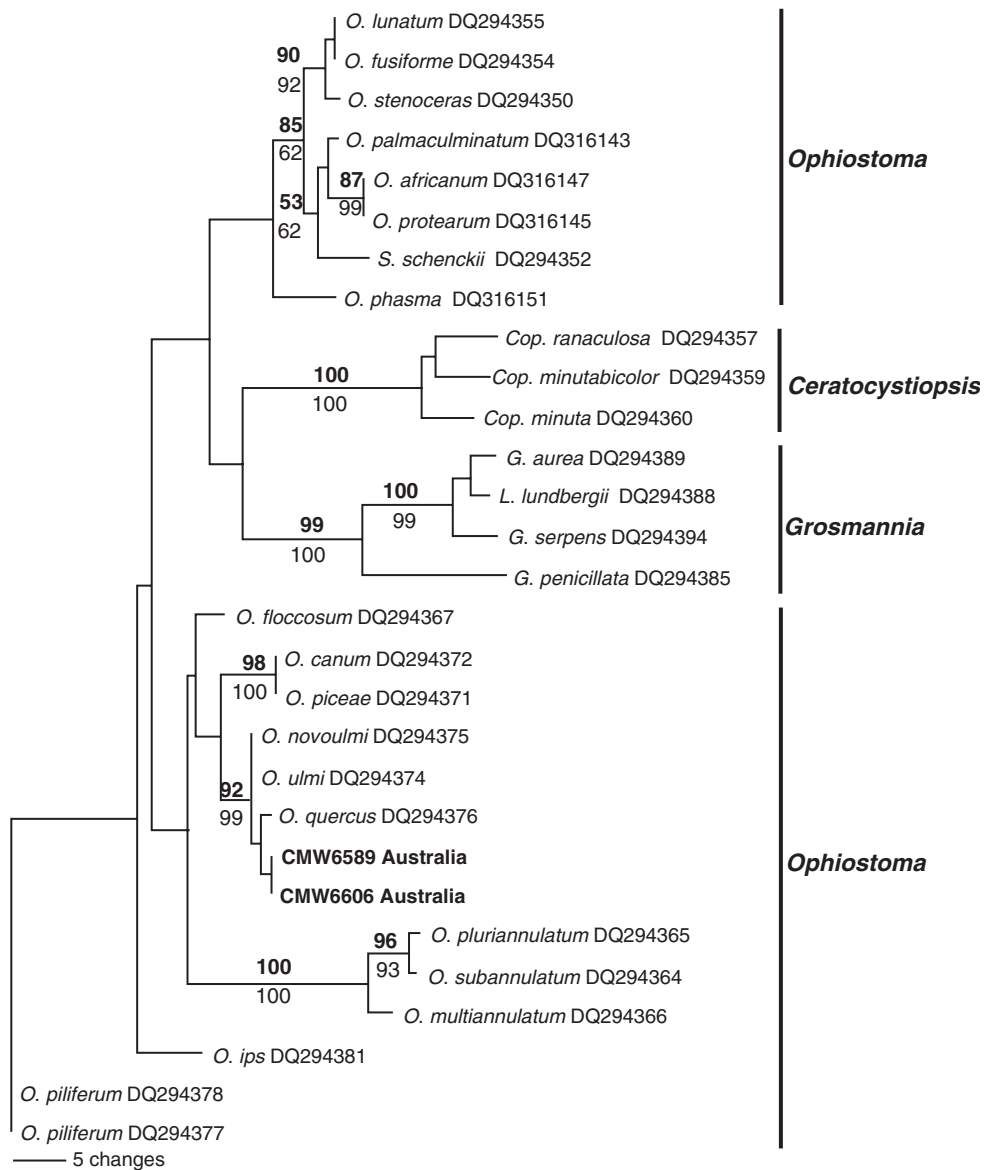 O. lunatum DQ294355
90
O. fusiforme DQ294354
92
O. stenoceras DQ294350
85
O. palmaculminatum DQ316143
62
Ophiostoma
87
O. africanum DQ316147
53
99
O. protearum DQ316145
62
S. schenckii DQ294352
O. phasma DQ316151
Cop. ranaculosa DQ294357
100
Cop. minutabicolor DQ294359
Ceratocystiopsis
100
Cop. minuta DQ294360
G. aurea DQ294389
100
L. lundbergii DQ294388
99
99
Grosmannia
G. serpens DQ294394
100
G. penicillata DQ294385
O. floccosum DQ294367
98
O. canum DQ294372
100
O. piceae DQ294371
O. novoulmi DQ294375
O. ulmi DQ294374
92
99
O. quercus DQ294376
CMW6589 Australia
Ophiostoma
CMW6606 Australia
96
O. pluriannulatum DQ294365
100
93
O. subannulatum DQ294364
100
O. multiannulatum DQ294366
O. ips DQ294381
O. piliferum DQ294378
O. piliferum DQ294377
5 changes